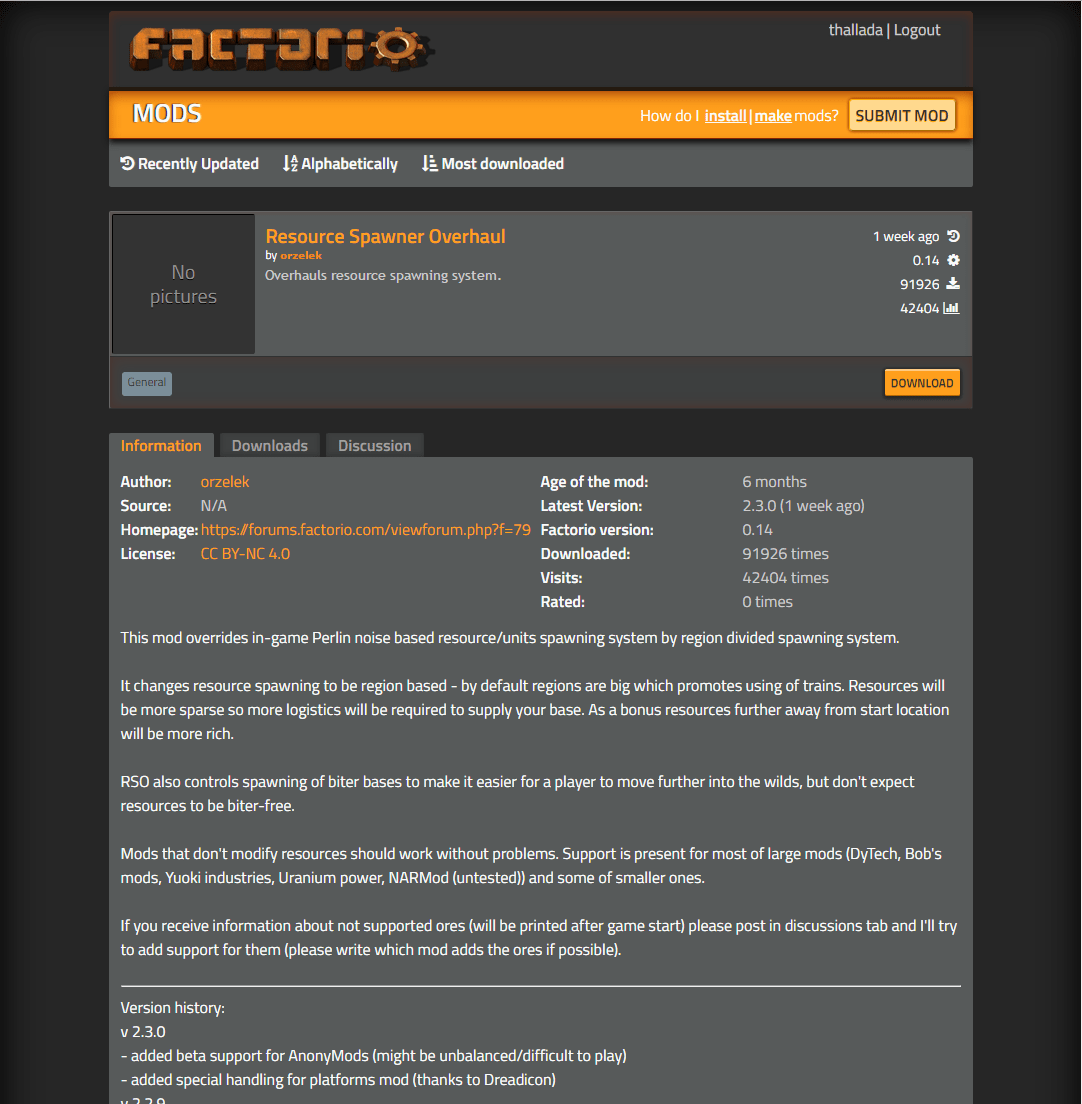 FACTORIO
thallada | Logout
MODS
How do I install | make mods?
SUBMIT MOD
Recently Updated
Alphabetically
Most downloaded
No
pictures
Resource Spawner Overhaul
by orzelek
Overhauls resource spawning system.
1 week ago
0.14
91926
42404
General
DOWNLOAD
Information
Downloads
Discussion
Author: orzelek
Source: N/A
Homepage: https://forums.factorio.com/viewforum.php?f=79
License: CC BY-NC 4.0
Age of the mod: 6 months
Latest Version: 2.3.0 (1 week ago)
Factorio version: 0.14
Downloaded: 91926 times
Visits: 42404 times
Rated: 0 times
This mod overrides in-game Perlin noise based resource/units spawning system by region divided spawning system.
It changes resource spawning to be region based - by default regions are big which promotes using of trains. Resources will
be more sparse so more logistics will be required to supply your base. As a bonus resources further away from start location
will be more rich.
RSO also controls spawning of biter bases to make it easier for a player to move further into the wilds, but don't expect
resources to be biter-free.
Mods that don't modify resources should work without problems. Support is present for most of large mods (DyTech, Bob's
mods, Yuoki industries, Uranium power, NARMod (untested)) and some of smaller ones.
If you receive information about not supported ores (will be printed after game start) please post in discussions tab and I'll try
to add support for them (please write which mod adds the ores if possible).
Version history:
v 2.3.0
- added beta support for AnonyMods (might be unbalanced/difficult to play)
- added special handling for platforms mod (thanks to Dreadicon)
v 2.2.9